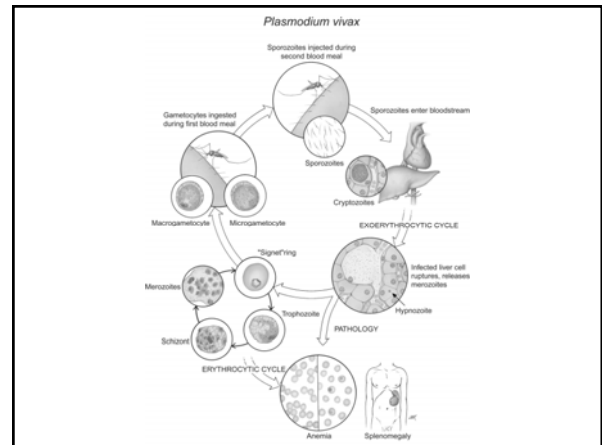 Plasmodium vivax
Sporozoites injected during
second blood meal
Gametocytes ingested
during first blood meal
Sporozoites enter bloodstream
Sporozoites
Cryptozoites
Macrogametocyte
Microgametocyte
EXOERYTHROCYTIC CYCLE
"Signet"ring
Infected liver cell
ruptures, releases
merozoites
Merozoites
Hypnozoite
Trophozoite
PATHOLOGY
Schizont
ERYTHROCYTIC CYCLE
Anemia
Splenomegaly